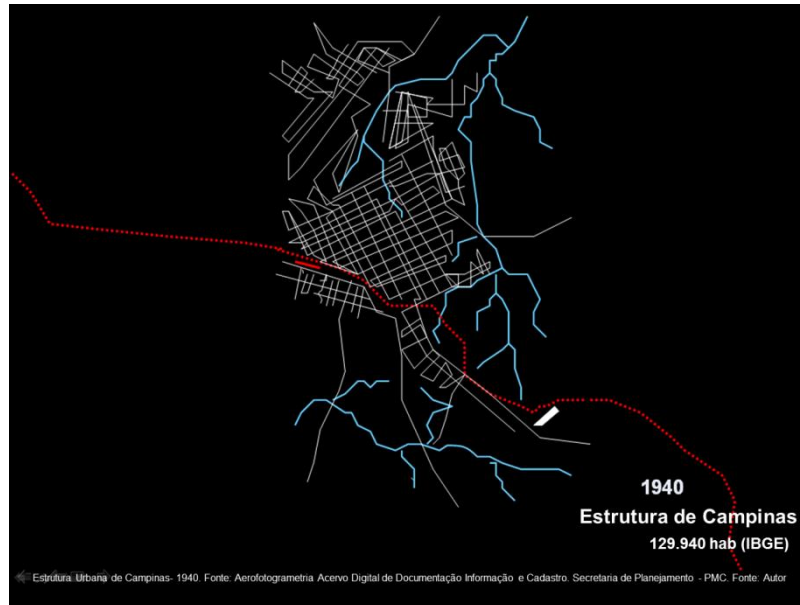 1940
Estrutura de Campinas
129.940 hab (IBGE)
Estrutura Urbana de Campinas- 1940. Fonte: Aerofotogrametria Acervo Digital de Documentação Informação e Cadastro. Secretaria de Planejamento - PMC. Fonte: Autor